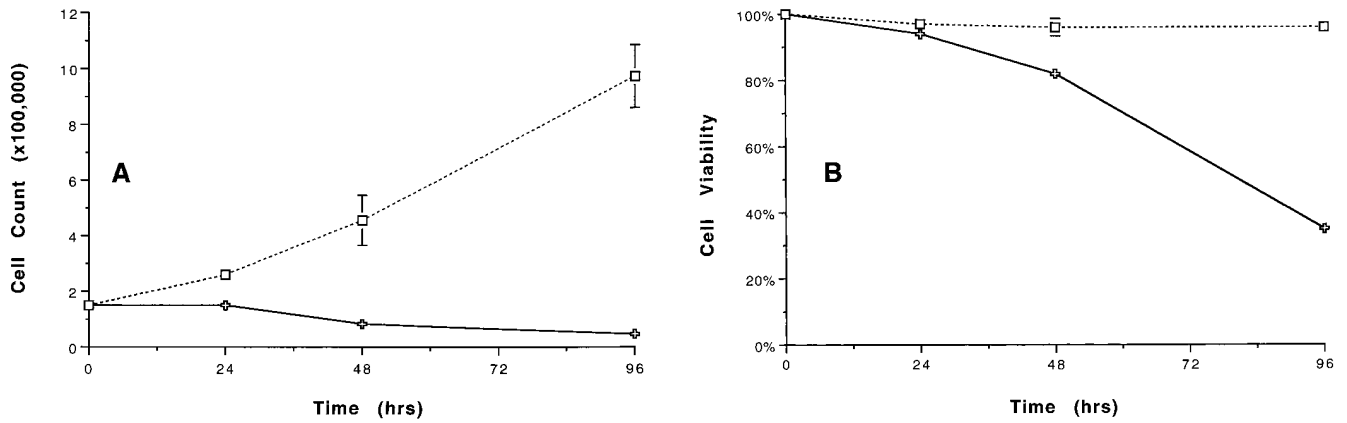 12
10
8
6
4
2
0
Cell Count (x100,000)
A
0 24 48 72 96
Time (hrs)
100%
80%
60%
40%
20%
0%
Cell Viability
B
0 24 48 72 96
Time (hrs)